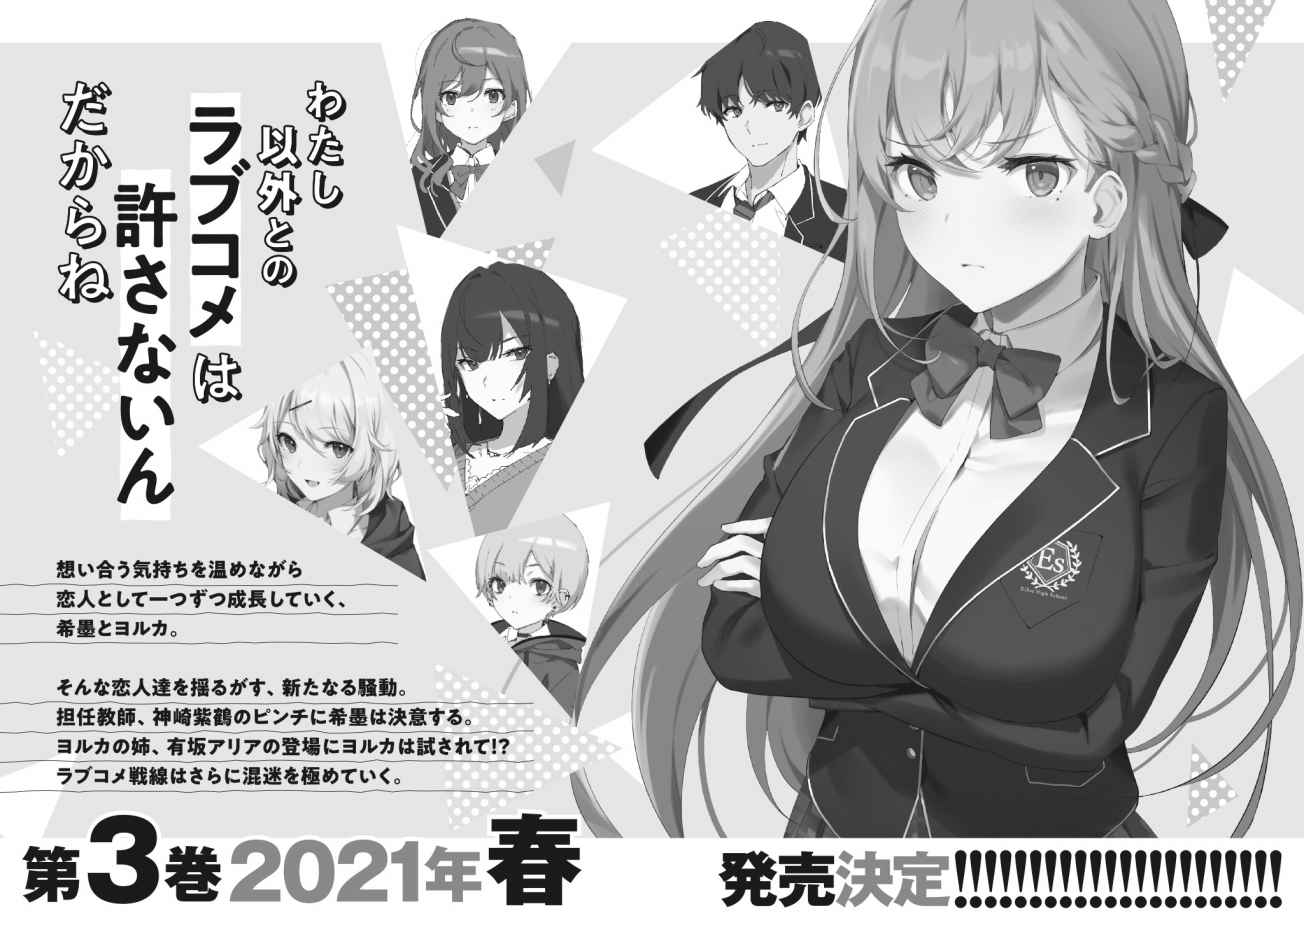 わたし
以外との
ラブコメは
許さないん
だからね
想い合う気持ちを温めながら
恋人として一つずつ成長していく、
希墨とヨルカ。
そんな恋人達を揺るがす、新たなる騒動。
担任教師、神崎紫鶴のピンチに希墨は決意する。
ヨルカの姉、有坂アリアの登場にヨルカは試されて!?
ラブコメ戦線はさらに混迷を極めていく。
Es
第3巻2021年春
発売決定!!!!!!!!!!!!!!!!!!!!!!